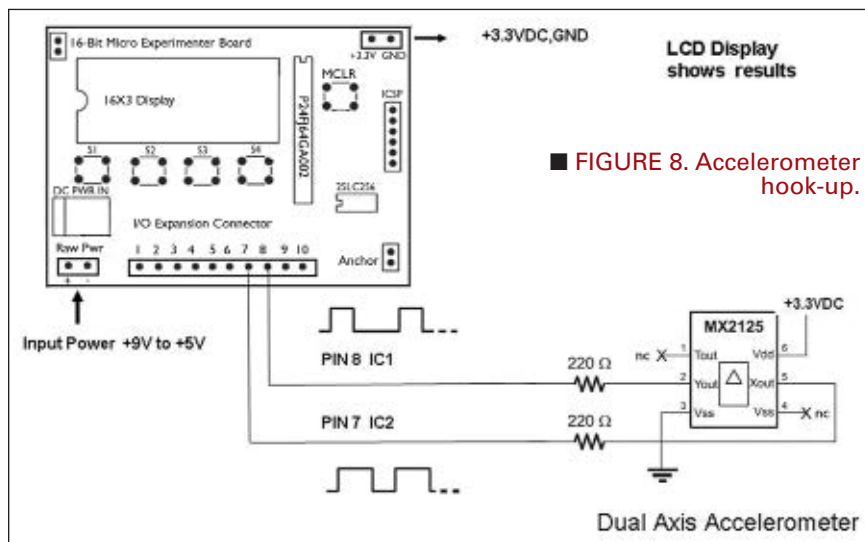 16-Bit Micro Experimenter Board
+3.3V GND
+3.3VDC,GND
LCD Display
shows results
MCLR
ICSP
16X3 Display
P24F64GA002
S1 S2 S3 S4
25LC256
■ FIGURE 8. Accelerometer
hook-up.
DC PWR IN
I/O Expansion Connector
Raw Pwr
1 2 3 4 5 6 7 8 9 10
Anchor
+ -
Input Power +9V to +5V
PIN 8 IC1
220 Ω
PIN 7 IC2
220 Ω
+3.3VDC
MX2125
nc X 1 Tout Vdd 6
2 Yout Xout 5
3 Vss Vss 4 X nc
Dual Axis Accelerometer